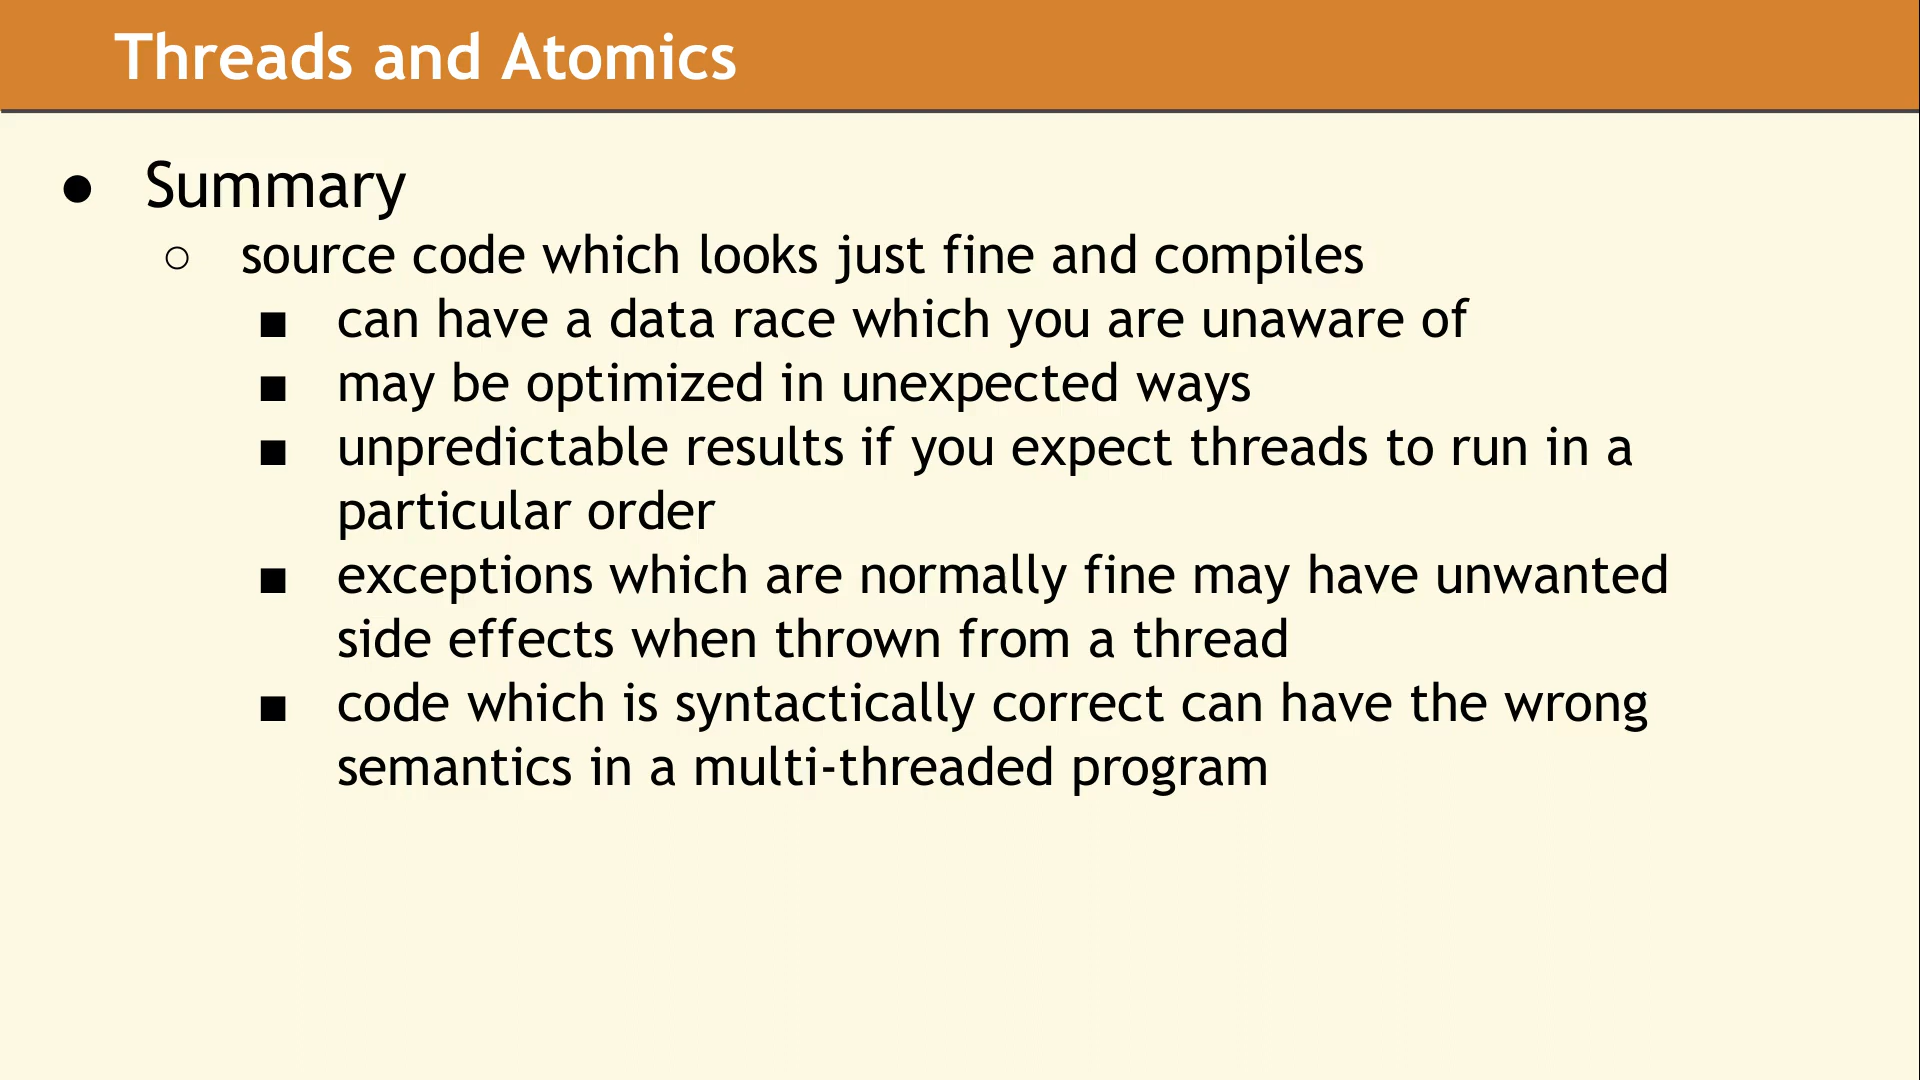 Threads and Atomics
● Summary
○ source code which looks just fine and compiles
■ can have a data race which you are unaware of
■ may be optimized in unexpected ways
■ unpredictable results if you expect threads to run in a
particular order
■ exceptions which are normally fine may have unwanted
side effects when thrown from a thread
■ code which is syntactically correct can have the wrong
semantics in a multi-threaded program